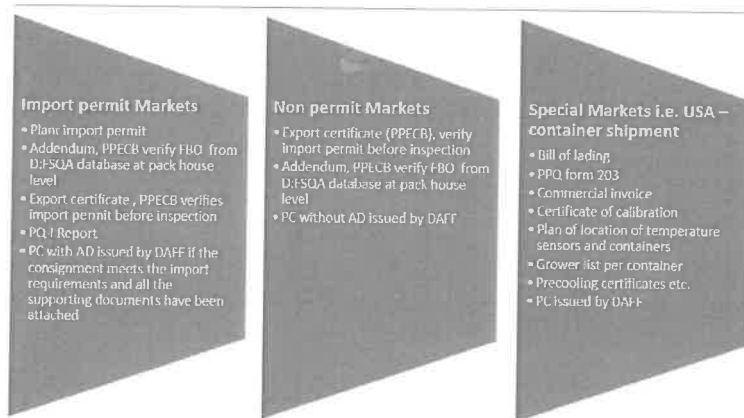 Import permit Markets
• Plant import permit
• Addendum, PPECB verify FBO from
D:FSQA database at pack house
level
• Export certificate , PPECB verifies
import permit before inspection
• PQ-I Report
• PC with AD issued by DAFF if the
consignment meets the import
requirements and all the
supporting documents have been
attached
Non permit Markets
• Export certificate (PPECB), verify
import permit before inspection
• Addendum, PPECB verify FBO from
D:FSQA database at pack house
level
• PC without AD issued by DAFF
Special Markets i.e. USA –
container shipment
• Bill of lading
• PPQ form 203
• Commercial invoice
• Certificate of calibration
• Plan of location of temperature
sensors and containers
• Grower list per container
• Precooling certificates etc.
• PC issued by DAFF